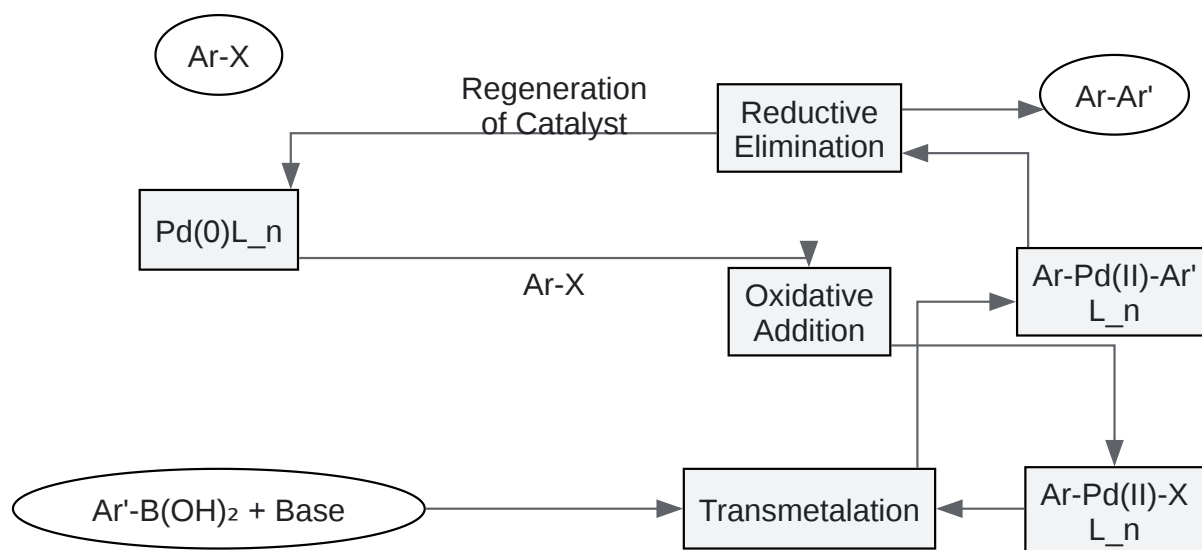 Ar-X
Regeneration
of Catalyst
Reductive
Elimination
Ar-Ar'
Pd(0)L_n
Ar-X
Oxidative
Addition
Ar-Pd(II)-Ar'
L_n
Ar'-B(OH)₂ + Base
Transmetalation
Ar-Pd(II)-X
L_n